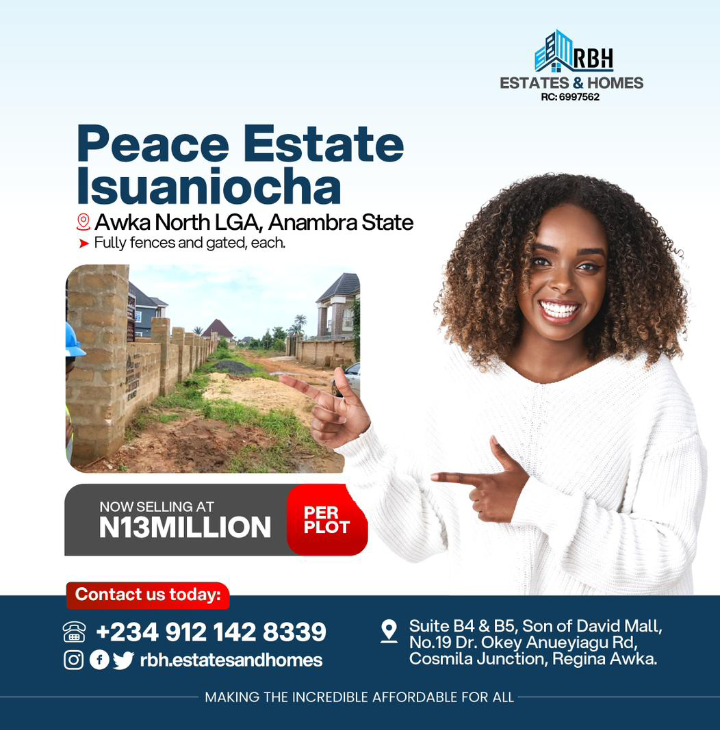 RBH
ESTATES & HOMES
RC: 6997562
Peace Estate
Isuaniocha
Awka North LGA, Anambra State
Fully fences and gated, each.
NOW SELLING AT
N13MILLION
PER
PLOT
Contact us today:
+234 912 142 8339
rbh.estatesandhomes
Suite B4 & B5, Son of David Mall,
No.19 Dr. Okey Anueyiagu Rd,
Cosmila Junction, Regina Awka.
MAKING THE INCREDIBLE AFFORDABLE FOR ALL